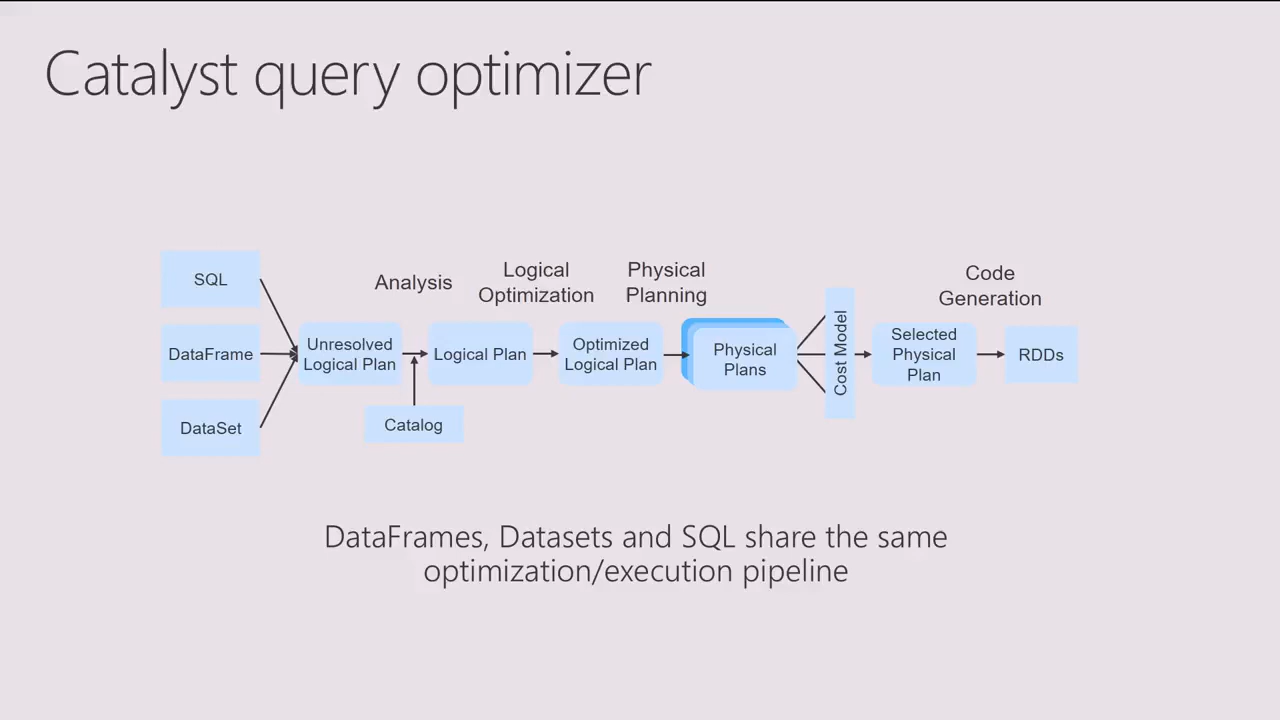 Catalyst query optimizer
SQL
DataFrame
DataSet
Unresolved
Logical Plan
Analysis
Catalog
Logical Plan
Logical
Optimization
Optimized
Logical Plan
Physical
Planning
Physical
Plans
Cost Model
Selected
Physical
Plan
Code
Generation
RDDs
DataFrames, Datasets and SQL share the same
optimization/execution pipeline